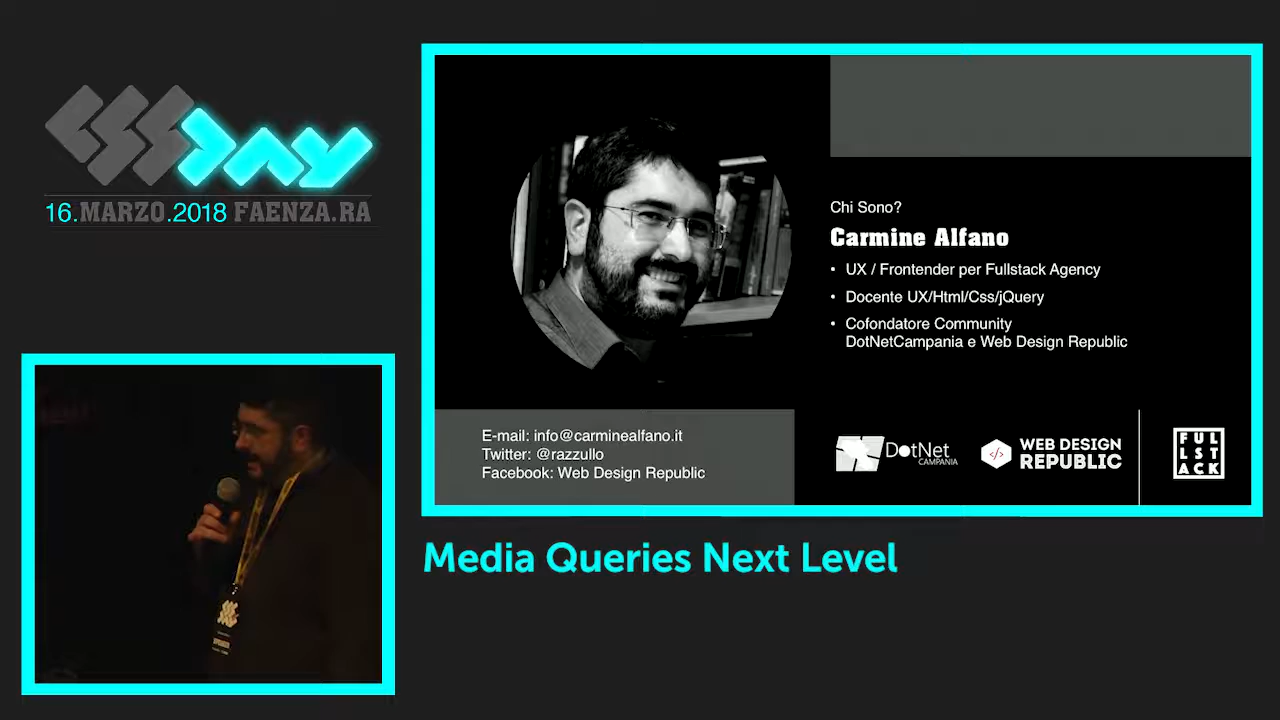 CSSDAY
16.MARZO.2018 FAENZA.RA
Chi Sono?
Carmine Alfano
• UX / Frontender per Fullstack Agency
• Docente UX/Html/Css/jQuery
• Cofondatore Community
DotNetCampania e Web Design Republic
E-mail: info@carminealfano.it
Twitter: @razzullo
Facebook: Web Design Republic
DotNet
CAMPANIA
</>
WEB DESIGN
REPUBLIC
FUL
LST
ACK
Media Queries Next Level
SPEAKER